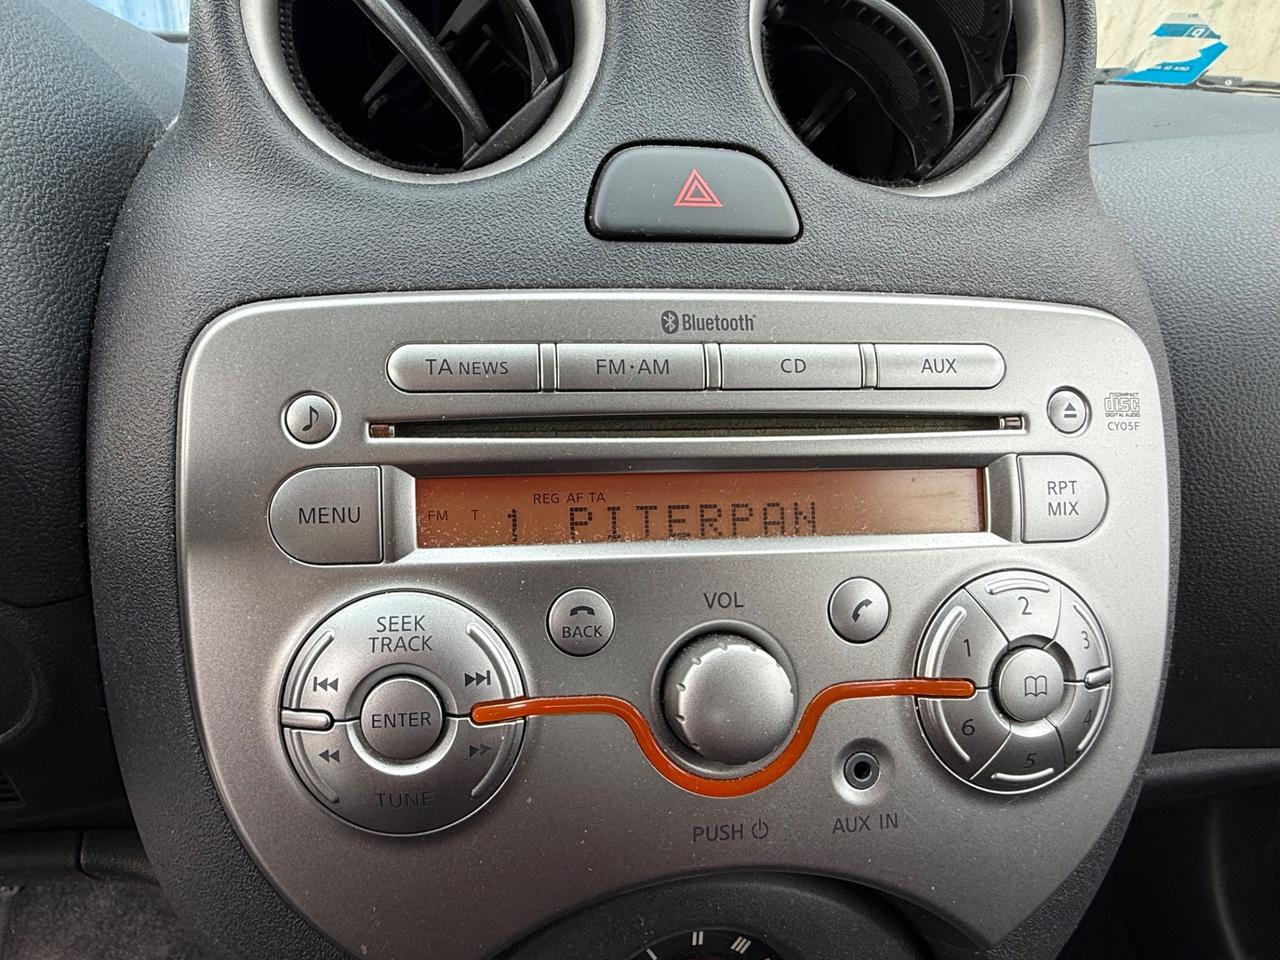 Bluetooth
TA NEWS
FM·AM
CD
AUX
COMPACT
disc
DIGITAL AUDIO
CY05F
MENU
REG AF TA
FM T 1 PITERPAN
RPT
MIX
SEEK
TRACK
ENTER
TUNE
BACK
VOL
PUSH
AUX IN
1
2
3
4
5
6